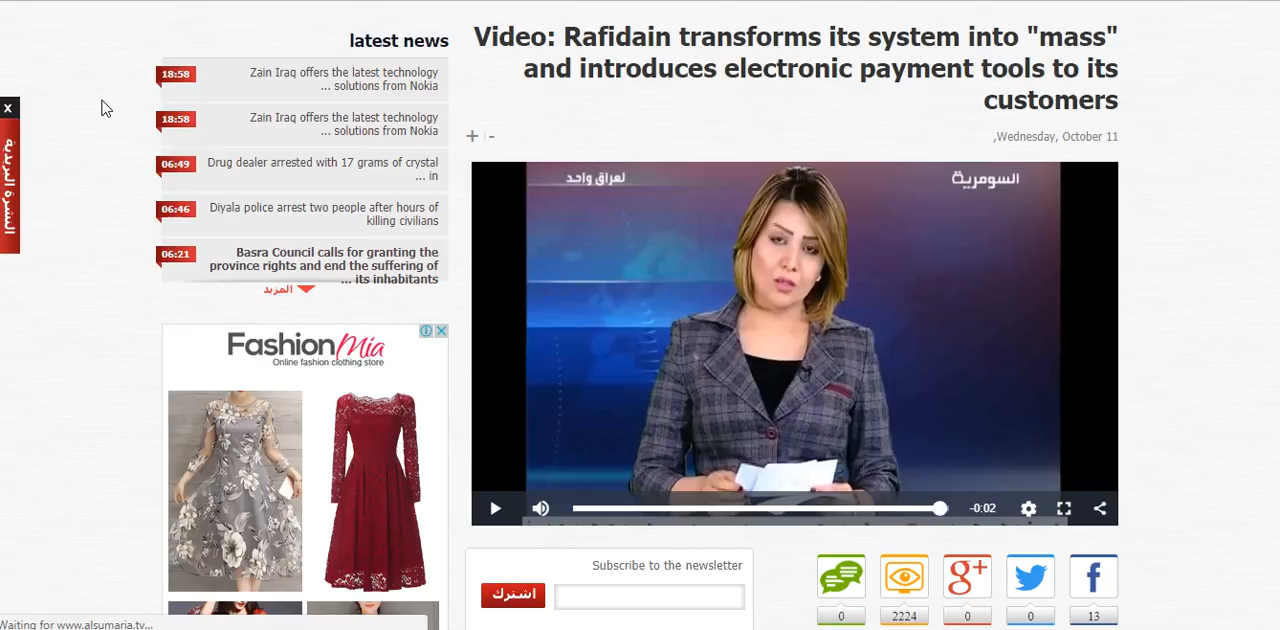 latest news
18:58
Zain Iraq offers the latest technology
... solutions from Nokia
18:58
Zain Iraq offers the latest technology
... solutions from Nokia
06:49
Drug dealer arrested with 17 grams of crystal
... in
06:46
Diyala police arrest two people after hours of
killing civilians
06:21
Basra Council calls for granting the
province rights and end the suffering of
... its inhabitants
المزيد
X
النشرة البريدية
FashionMia
Online fashion clothing store
Video: Rafidain transforms its system into "mass"
and introduces electronic payment tools to its
customers
+ | -
,Wednesday, October 11
لعراق واحد
السومرية
-0:02
Subscribe to the newsletter
اشترك
0
2224
g+
0
0
f
13
Waiting for www.alsumaria.tv...